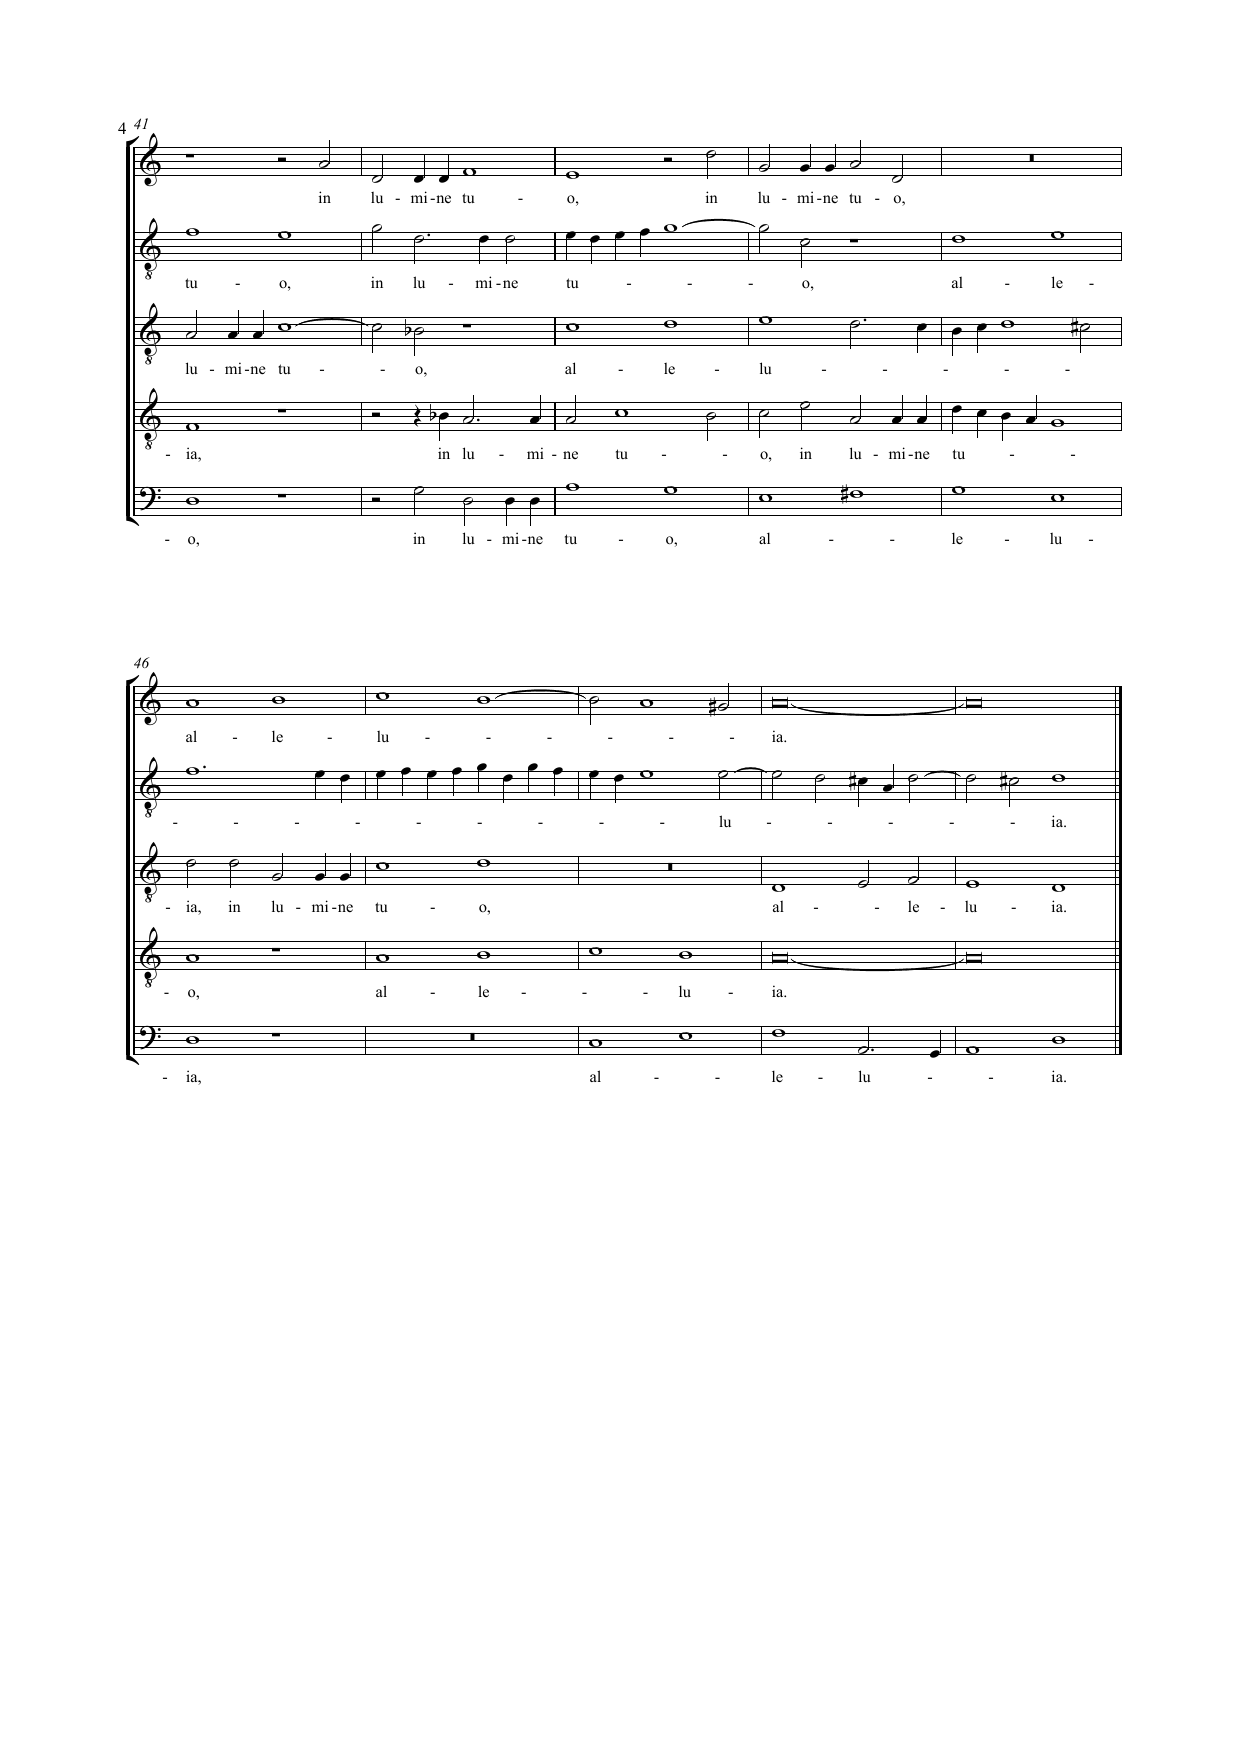 4 41
in lu - mi -ne tu - o, in lu - mi -ne tu - o,
tu - o, in lu - mi -ne tu - - - - o, al - le -
lu - mi -ne tu - - o, al - le - lu - - - - - -
- ia, in lu - mi - ne tu - - o, in lu - mi -ne tu - - -
- o, in lu - mi -ne tu - o, al - - le - lu -
46
al - le - lu - - - - - - ia.
- - - - - - - - - lu - - - - - ia.
- ia, in lu - mi -ne tu - o, al - - le - lu - ia.
- o, al - le - - - lu - ia.
- ia, al - - le - lu - - ia.